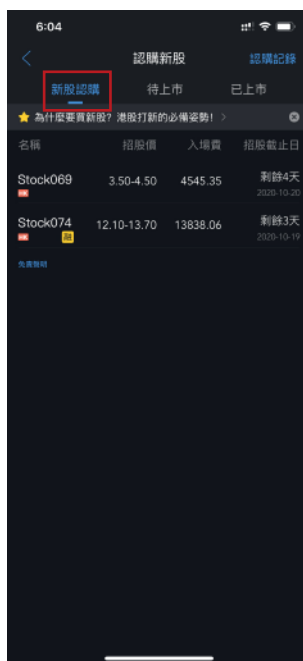 6:04
認購新股 認購記錄
新股認購 待上市 已上市
為什麼要買新股? 港股打新的必備姿勢!
名稱 招股價 入場費 招股截止日
Stock069 3.50-4.50 4545.35 剩餘4天
HK 2020-10-20
Stock074 12.10-13.70 13838.06 剩餘3天
HK 融 2020-10-19
免責聲明